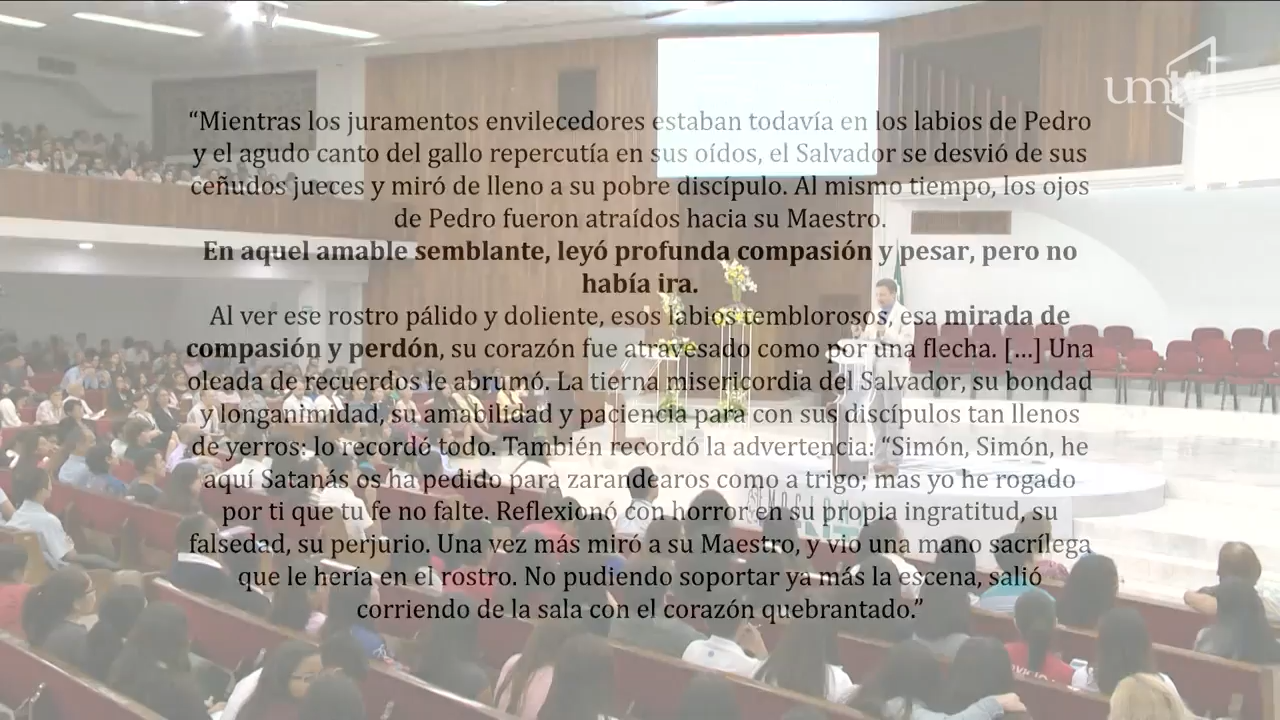 umtv
“Mientras los juramentos envilecedores estaban todavía en los labios de Pedro
y el agudo canto del gallo repercutía en sus oídos, el Salvador se desvió de sus
ceñudos jueces y miró de lleno a su pobre discípulo. Al mismo tiempo, los ojos
de Pedro fueron atraídos hacia su Maestro.
En aquel amable semblante, leyó profunda compasión y pesar, pero no
había ira.
Al ver ese rostro pálido y doliente, esos labios temblorosos, esa mirada de
compasión y perdón, su corazón fue atravesado como por una flecha. [...] Una
oleada de recuerdos le abrumó. La tierna misericordia del Salvador, su bondad
y longanimidad, su amabilidad y paciencia para con sus discípulos tan llenos
de yerros: lo recordó todo. También recordó la advertencia: “Simón, Simón, he
aquí Satanás os ha pedido para zarandearos como a trigo; mas yo he rogado
por ti que tu fe no falte. Reflexionó con horror en su propia ingratitud, su
falsedad, su perjurio. Una vez más miró a su Maestro, y vio una mano sacrílega
que le hería en el rostro. No pudiendo soportar ya más la escena, salió
corriendo de la sala con el corazón quebrantado.”